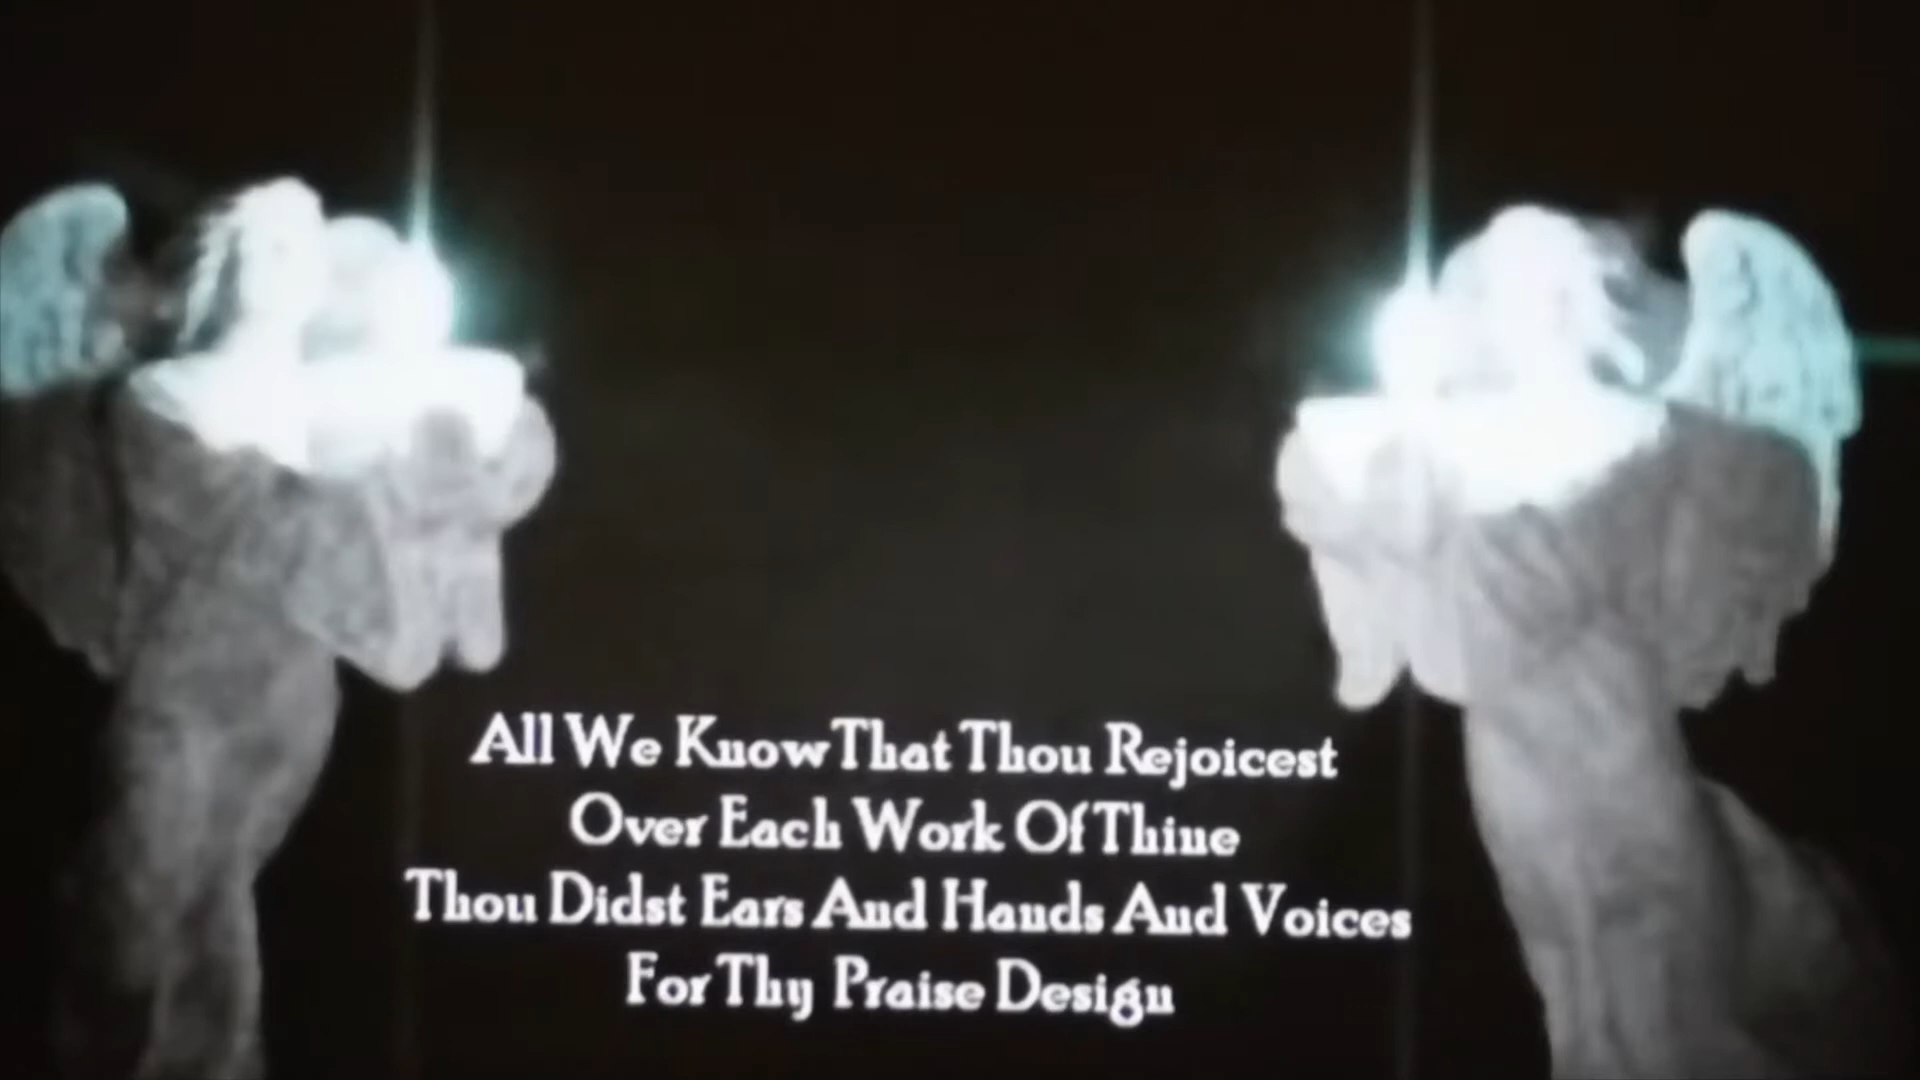 All We Know That Thou Rejoicest
Over Each Work Of Thine
Thou Didst Ears And Hands And Voices
For Thy Praise Design